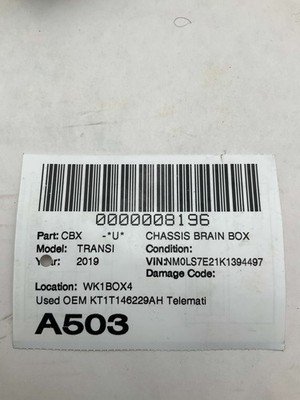 0000008196
Part: CBX -*U* CHASSIS BRAIN BOX
Model: TRANSI Condition:
Year: 2019 VIN:NM0LS7E21K1394497
Damage Code:
Location: WK1BOX4
Used OEM KT1T146229AH Telemati
A503